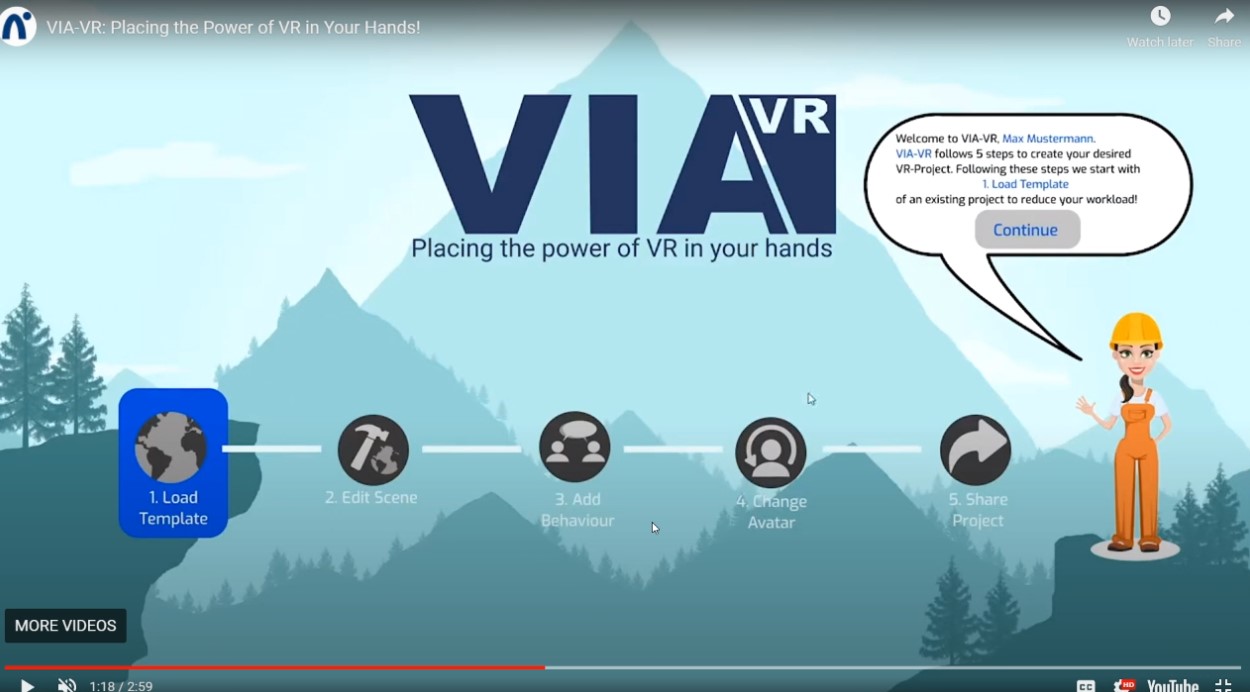 VIA-VR: Placing the Power of VR in Your Hands!
Watch later
Share
VIA VR
Placing the power of VR in your hands
Welcome to VIA-VR, Max Mustermann.
VIA-VR follows 5 steps to create your desired
VR-Project. Following these steps we start with
1. Load Template
of an existing project to reduce your workload!
Continue
1. Load
Template
2. Edit Scene
3. Add
Behaviour
4. Change
Avatar
5. Share
Project
MORE VIDEOS
1:18 / 2:59
CC
HD
YouTube